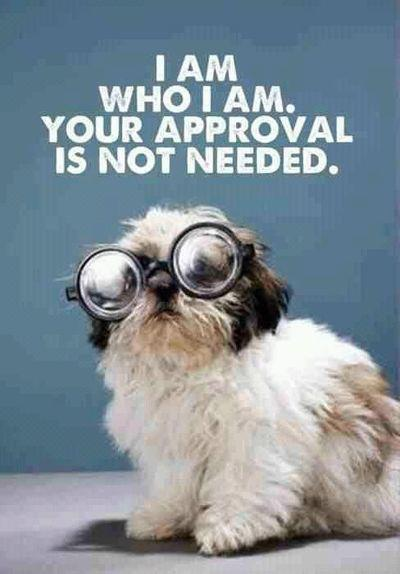 I AM
WHO I AM.
YOUR APPROVAL
IS NOT NEEDED.